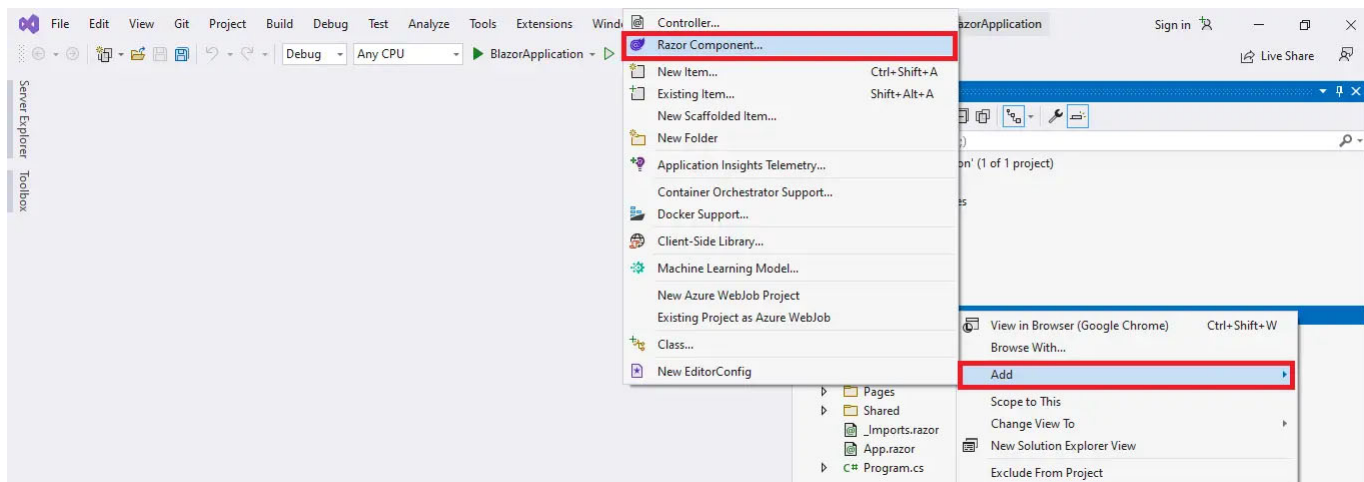 File Edit View Git Project Build Debug Test Analyze Tools Extensions Wind
azorApplication
Sign in
Debug Any CPU BlazorApplication
Live Share
Server Explorer
Toolbox
Controller...
Razor Component...
New Item... Ctrl+Shift+A
Existing Item... Shift+Alt+A
New Scaffolded Item...
New Folder
Application Insights Telemetry...
Container Orchestrator Support...
Docker Support...
Client-Side Library...
Machine Learning Model...
New Azure WebJob Project
Existing Project as Azure WebJob
Class...
New EditorConfig
on' (1 of 1 project)
es
Pages
Shared
_Imports.razor
App.razor
C# Program.cs
View in Browser (Google Chrome) Ctrl+Shift+W
Browse With...
Add
Scope to This
Change View To
New Solution Explorer View
Exclude From Project